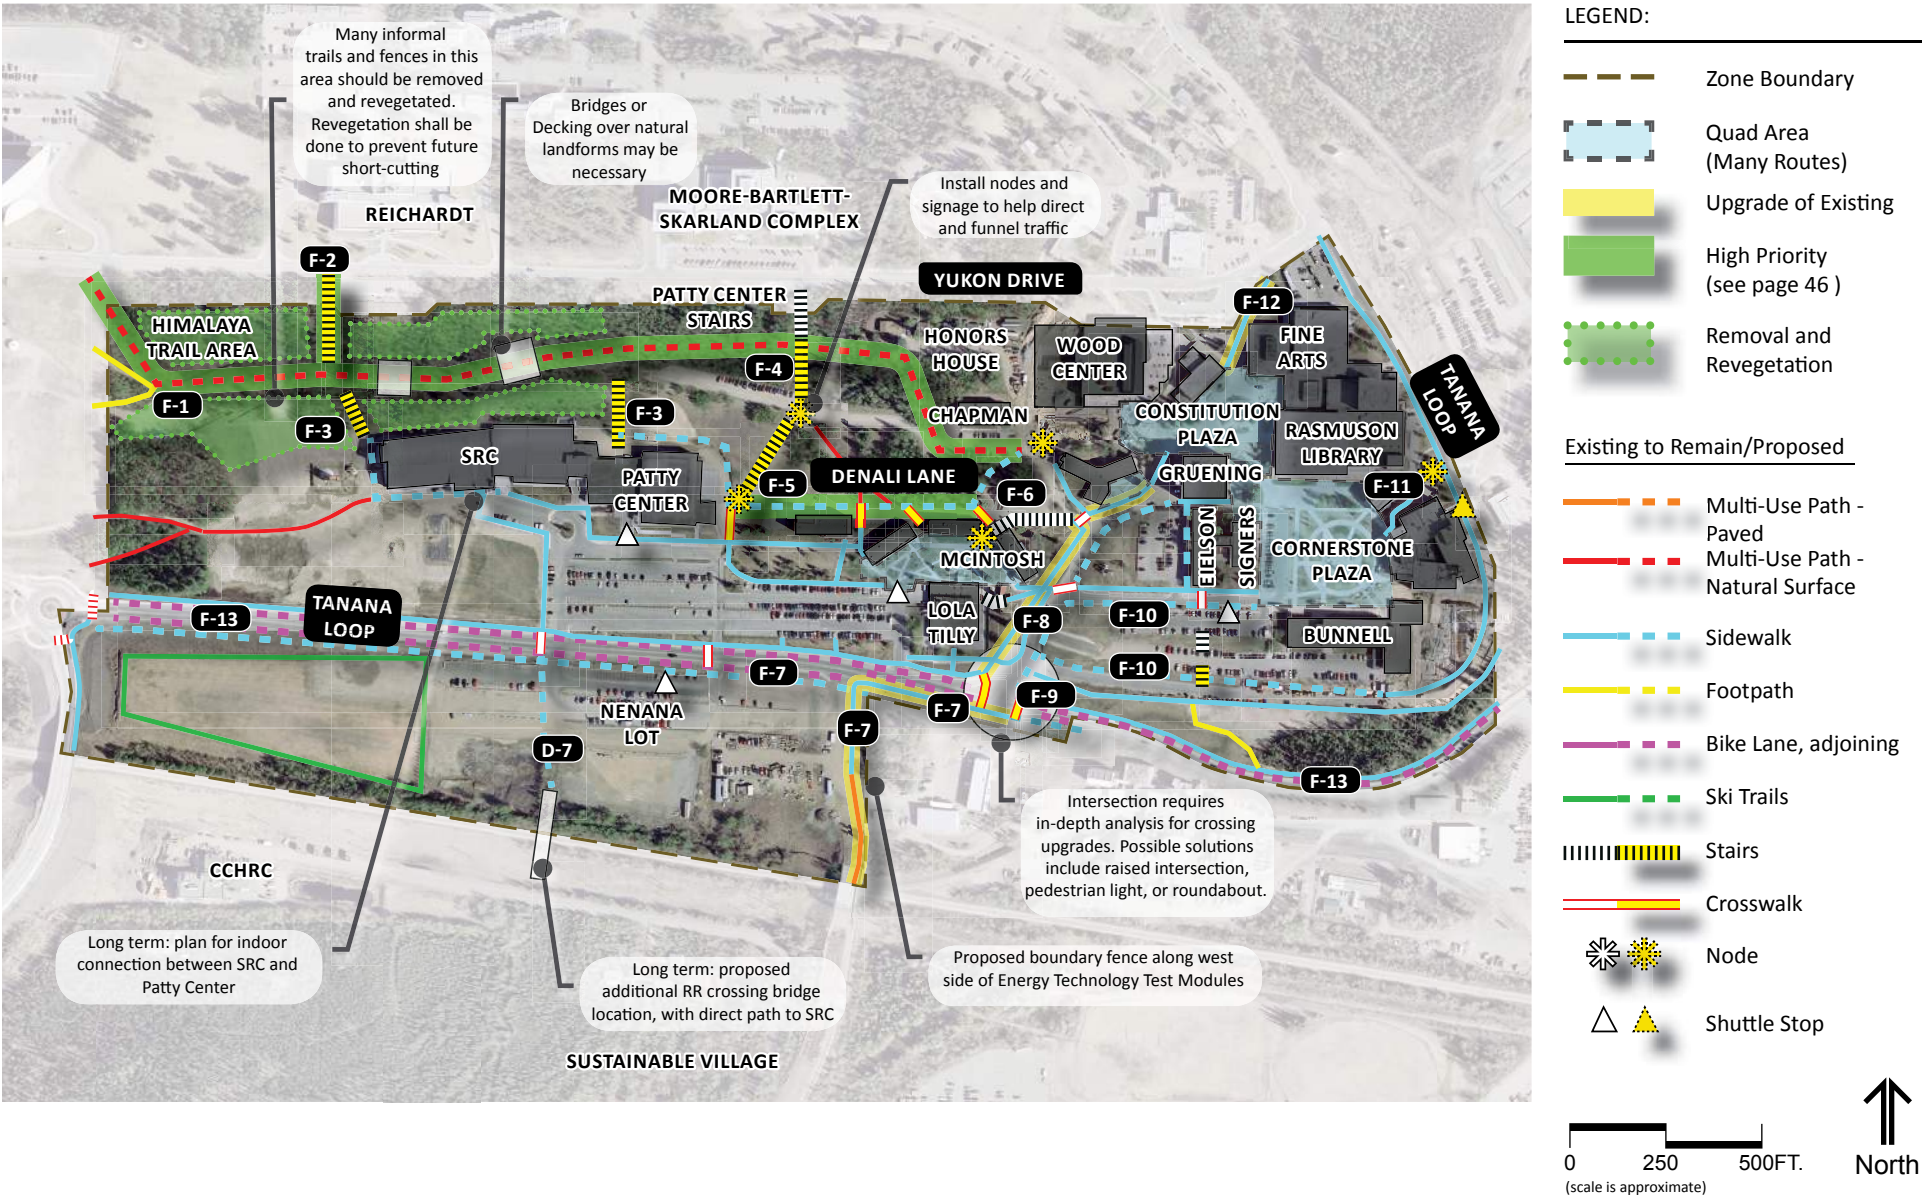 Many informal
trails and fences in this
area should be removed
and revegetated.
Revegetation shall be
done to prevent future
short-cutting
Bridges or
Decking over natural
landforms may be
necessary
REICHARDT
MOORE-BARTLETT-
SKARLAND COMPLEX
Install nodes and
signage to help direct
and funnel traffic
F-2
YUKON DRIVE
PATTY CENTER
STAIRS
F-12
HIMALAYA
TRAIL AREA
HONORS
HOUSE
WOOD
CENTER
FINE
ARTS
F-4
F-1
F-3
F-3
CHAPMAN
CONSTITUTION
PLAZA
RASMUSON
LIBRARY
TANANA
LOOP
SRC
PATTY
CENTER
F-5
DENALI LANE
F-6
GRUENING
F-11
MCINTOSH
EIELSON
SIGNERS
CORNERSTONE
PLAZA
F-13
TANANA
LOOP
LOLA
TILLY
F-8
F-10
BUNNELL
F-7
F-10
F-9
NENANA
LOT
F-7
F-7
D-7
F-13
Intersection requires
in-depth analysis for crossing
upgrades. Possible solutions
include raised intersection,
pedestrian light, or roundabout.
CCHRC
Long term: plan for indoor
connection between SRC and
Patty Center
Long term: proposed
additional RR crossing bridge
location, with direct path to SRC
Proposed boundary fence along west
side of Energy Technology Test Modules
SUSTAINABLE VILLAGE
LEGEND:
Zone Boundary
Quad Area
(Many Routes)
Upgrade of Existing
High Priority
(see page 46 )
Removal and
Revegetation
Existing to Remain/Proposed
Multi-Use Path -
Paved
Multi-Use Path -
Natural Surface
Sidewalk
Footpath
Bike Lane, adjoining
Ski Trails
Stairs
Crosswalk
Node
Shuttle Stop
0 250 500FT.
(scale is approximate)
North